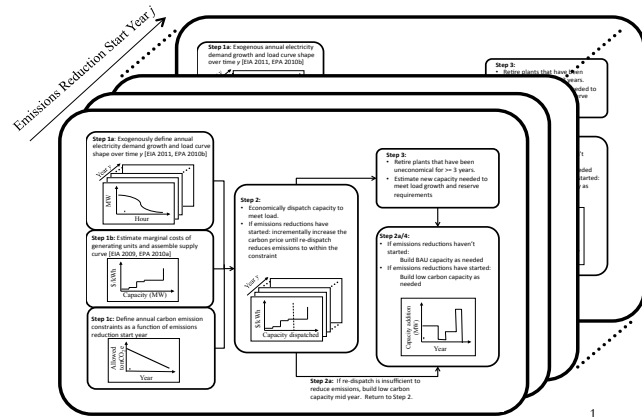 Emissions Reduction Start Year j
Step 1a: Exogenous annual electricity
demand growth and load curve shape
over time y [EIA 2011, EPA 2010b]
Step 3:
Retire plants that have been
years.
needed to
reserve
needed
started:
as
Step 1a: Exogenously define annual
electricity demand growth and load curve
shape over time y [EIA 2011, EPA 2010b]
Year y
MW
Hour
Step 1b: Estimate marginal costs of
generating units and assemble supply
curve [EIA 2009, EPA 2010a]
$/kWh
Capacity (MW)
Step 1c: Define annual carbon emission
constraints as a function of emissions
reduction start year
Allowed
tonCO2e
Year
Step 2:
• Economically dispatch capacity to
meet load.
• If emissions reductions have
started: incrementally increase the
carbon price until re-dispatch
reduces emissions to within the
constraint
Year y
$/kWh
Capacity dispatched
Step 3:
• Retire plants that have been
uneconomical for >= 3 years.
• Estimate new capacity needed to
meet load growth and reserve
requirements
Step 2a/4:
• If emissions reductions haven't
started:
Build BAU capacity as needed
• If emissions reductions have started:
Build low carbon capacity as
needed
Capacity addition
(MW)
Year
Step 2a: If re-dispatch is insufficient to
reduce emissions, build low carbon
capacity mid year. Return to Step 2.
1